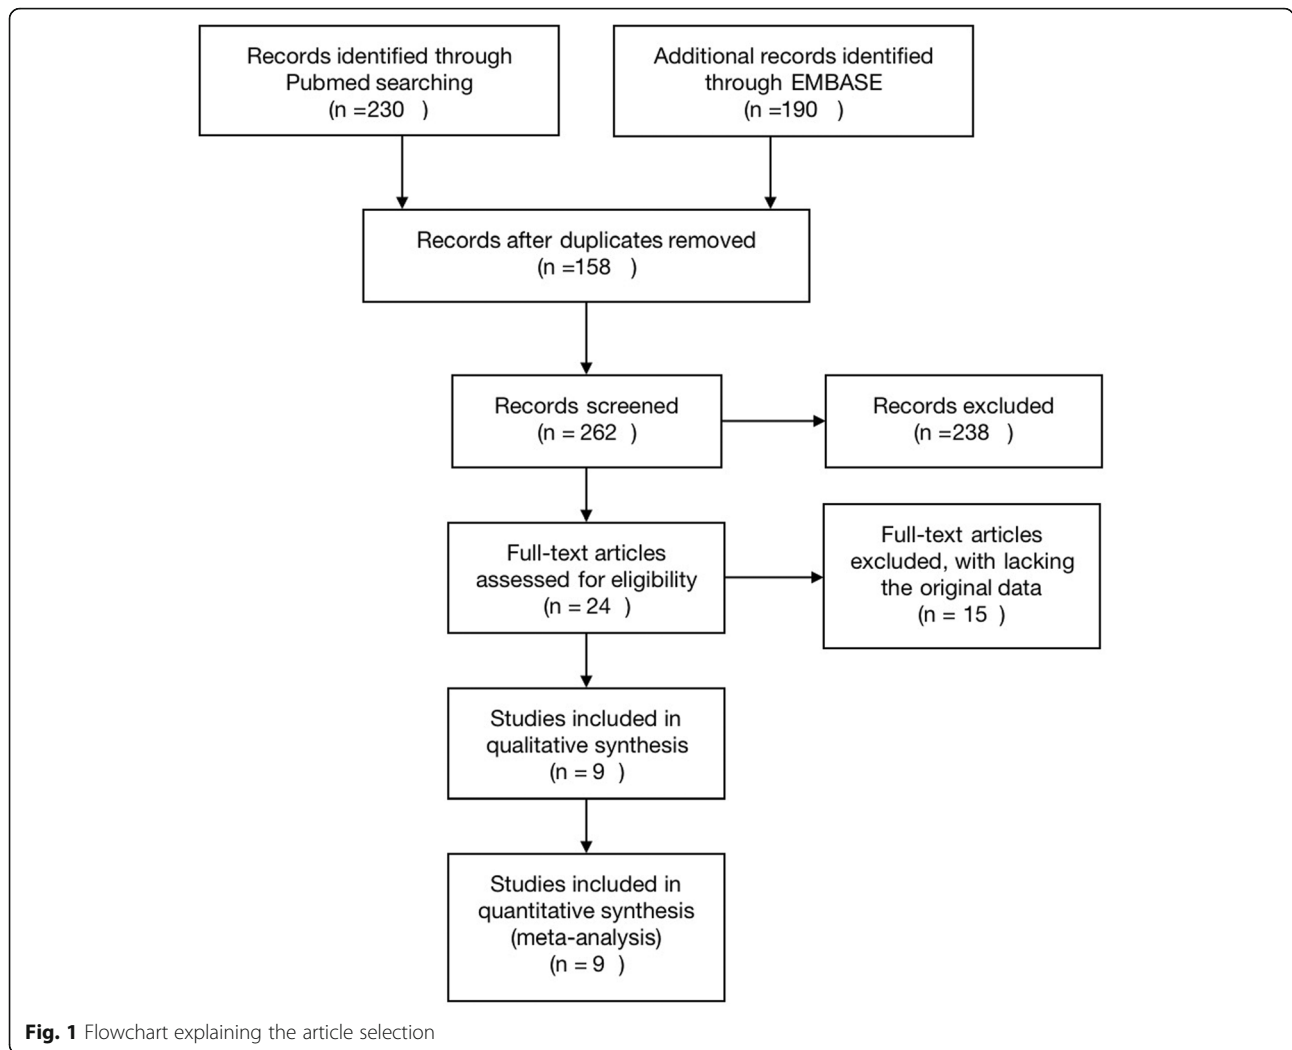 Records identified through
Pubmed searching
(n =230   )
Additional records identified
through EMBASE
(n =190   )
Records after duplicates removed
(n =158   )
Records screened
(n = 262  )
Records excluded
(n =238   )
Full-text articles
assessed for eligibility
(n = 24  )
Full-text articles
excluded, with lacking
the original data
(n = 15  )
Studies included in
qualitative synthesis
(n = 9  )
Studies included in
quantitative synthesis
(meta-analysis)
(n = 9  )
Fig. 1 Flowchart explaining the article selection